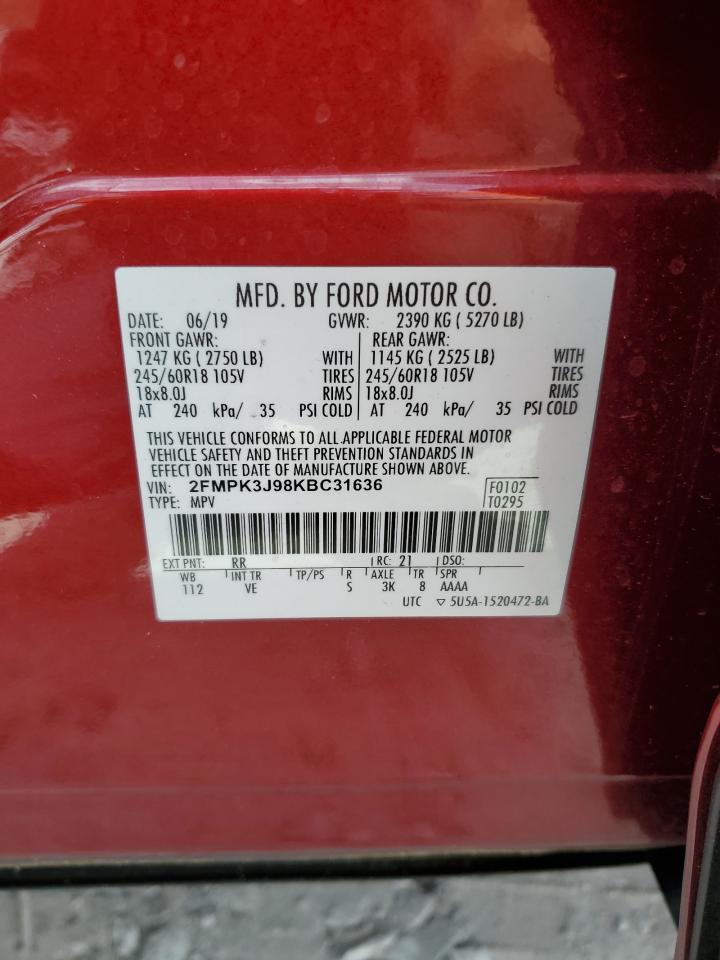 MFD. BY FORD MOTOR CO.
DATE: 06/19 GVWR: 2390 KG ( 5270 LB)
FRONT GAWR: REAR GAWR:
1247 KG ( 2750 LB) WITH 1145 KG ( 2525 LB) WITH
245/60R18 105V TIRES 245/60R18 105V TIRES
18x8.0J RIMS 18x8.0J RIMS
AT 240 kPa/ 35 PSI COLD AT 240 kPa/ 35 PSI COLD
THIS VEHICLE CONFORMS TO ALL APPLICABLE FEDERAL MOTOR
VEHICLE SAFETY AND THEFT PREVENTION STANDARDS IN
EFFECT ON THE DATE OF MANUFACTURE SHOWN ABOVE.
VIN: 2FMPK3J98KBC31636 F0102
TYPE: MPV T0295
EXT PNT: RR RC: 21 DSO:
WB INT TR TP/PS R AXLE TR SPR
112 VE S 3K 8 AAAA
UTC ▽ 5U5A-1520472-BA